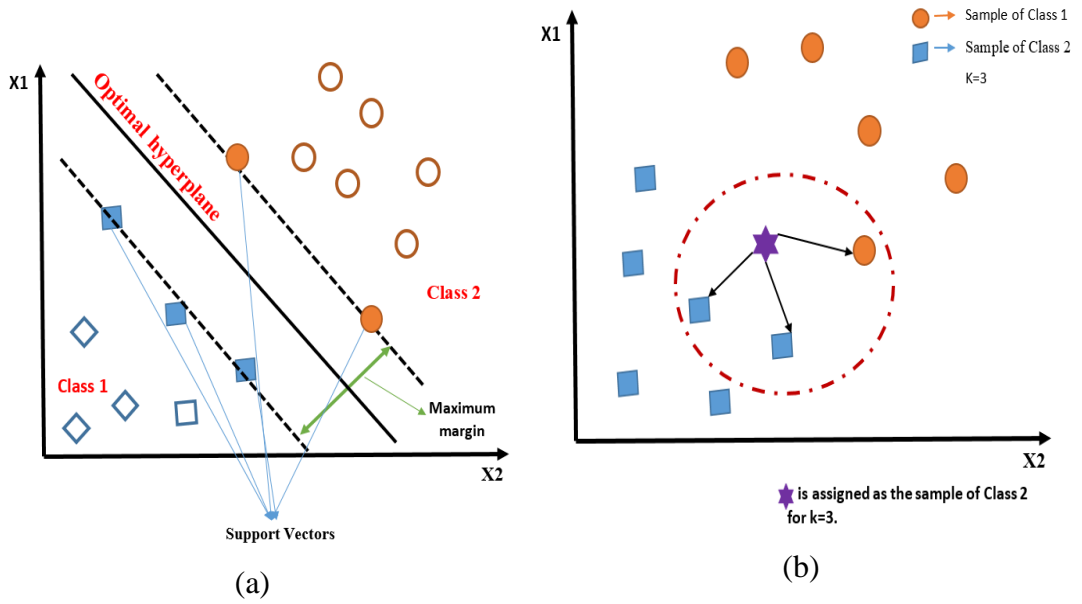 X1
Optimal hyperplane
Class 2
Class 1
Maximum
margin
X2
Support Vectors
(a)
X1
Sample of Class 1
Sample of Class 2
K=3
X2
is assigned as the sample of Class 2
for k=3.
(b)